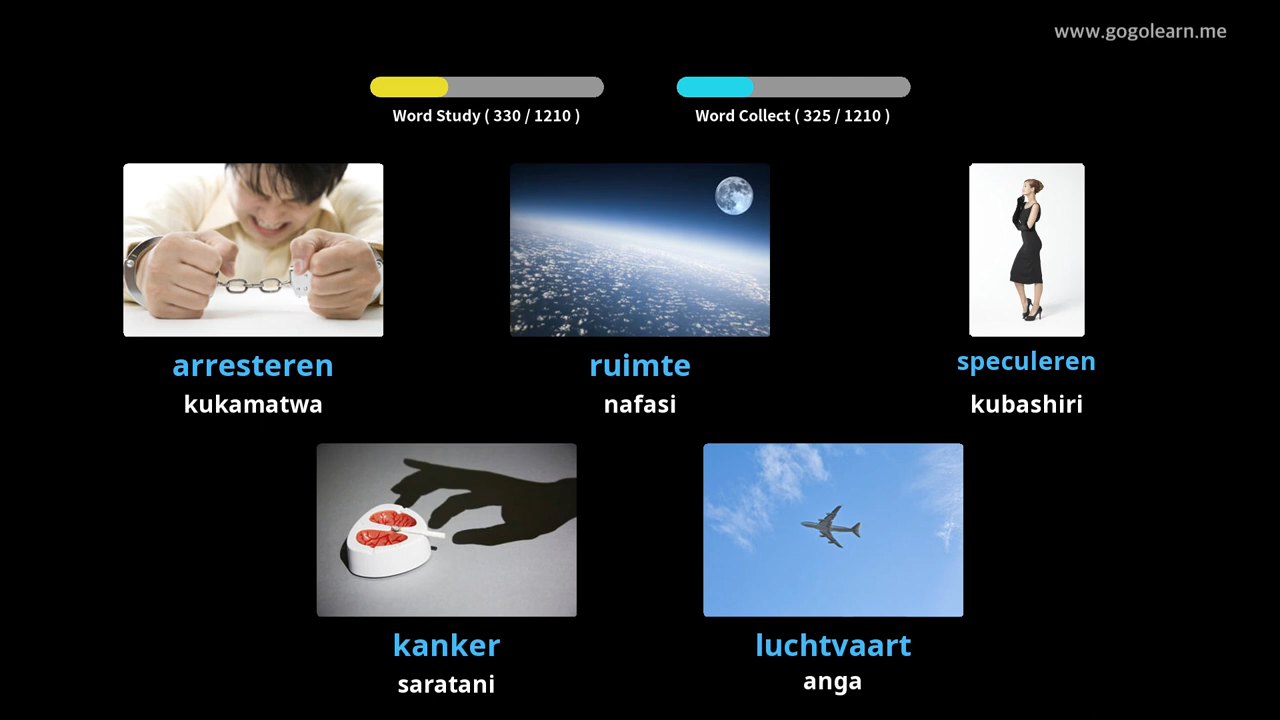 www.gogolearn.me
Word Study ( 330 / 1210 )
Word Collect ( 325 / 1210 )
arresteren
kukamatwa
ruimte
nafasi
speculeren
kubashiri
kanker
saratani
luchtvaart
anga